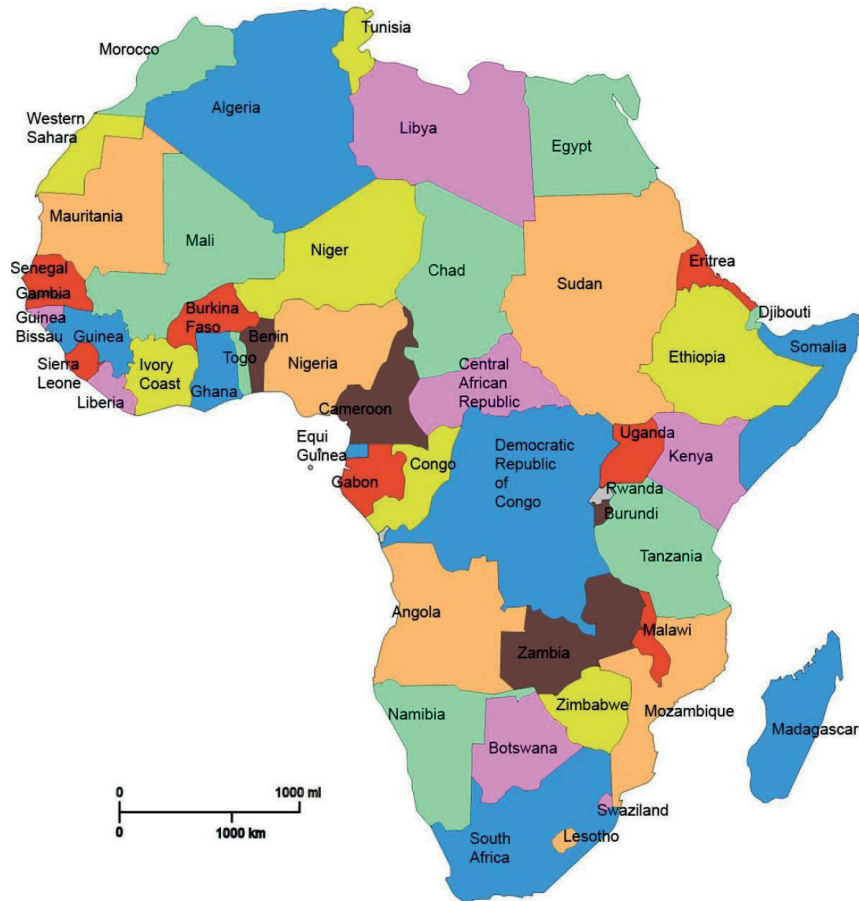 Tunisia
Morocco
Algeria
Libya
Egypt
Western
Sahara
Mauritania
Mali
Niger
Chad
Sudan
Eritrea
Senegal
Gambia
Guinea
Bissau
Guinea
Burkina
Faso
Benin
Djibouti
Somalia
Sierra
Leone
Ivory
Coast
Togo
Nigeria
Ethiopia
Ghana
Liberia
Central
African
Republic
Cameroon
Equi
Guinea
Congo
Gabon
Democratic
Republic
of
Congo
Uganda
Kenya
Rwanda
Burundi
Tanzania
Angola
Malawi
Zambia
Namibia
Zimbabwe
Mozambique
Madagascar
Botswana
0 1000 ml
0 1000 km
Swaziland
South
Africa
Lesotho